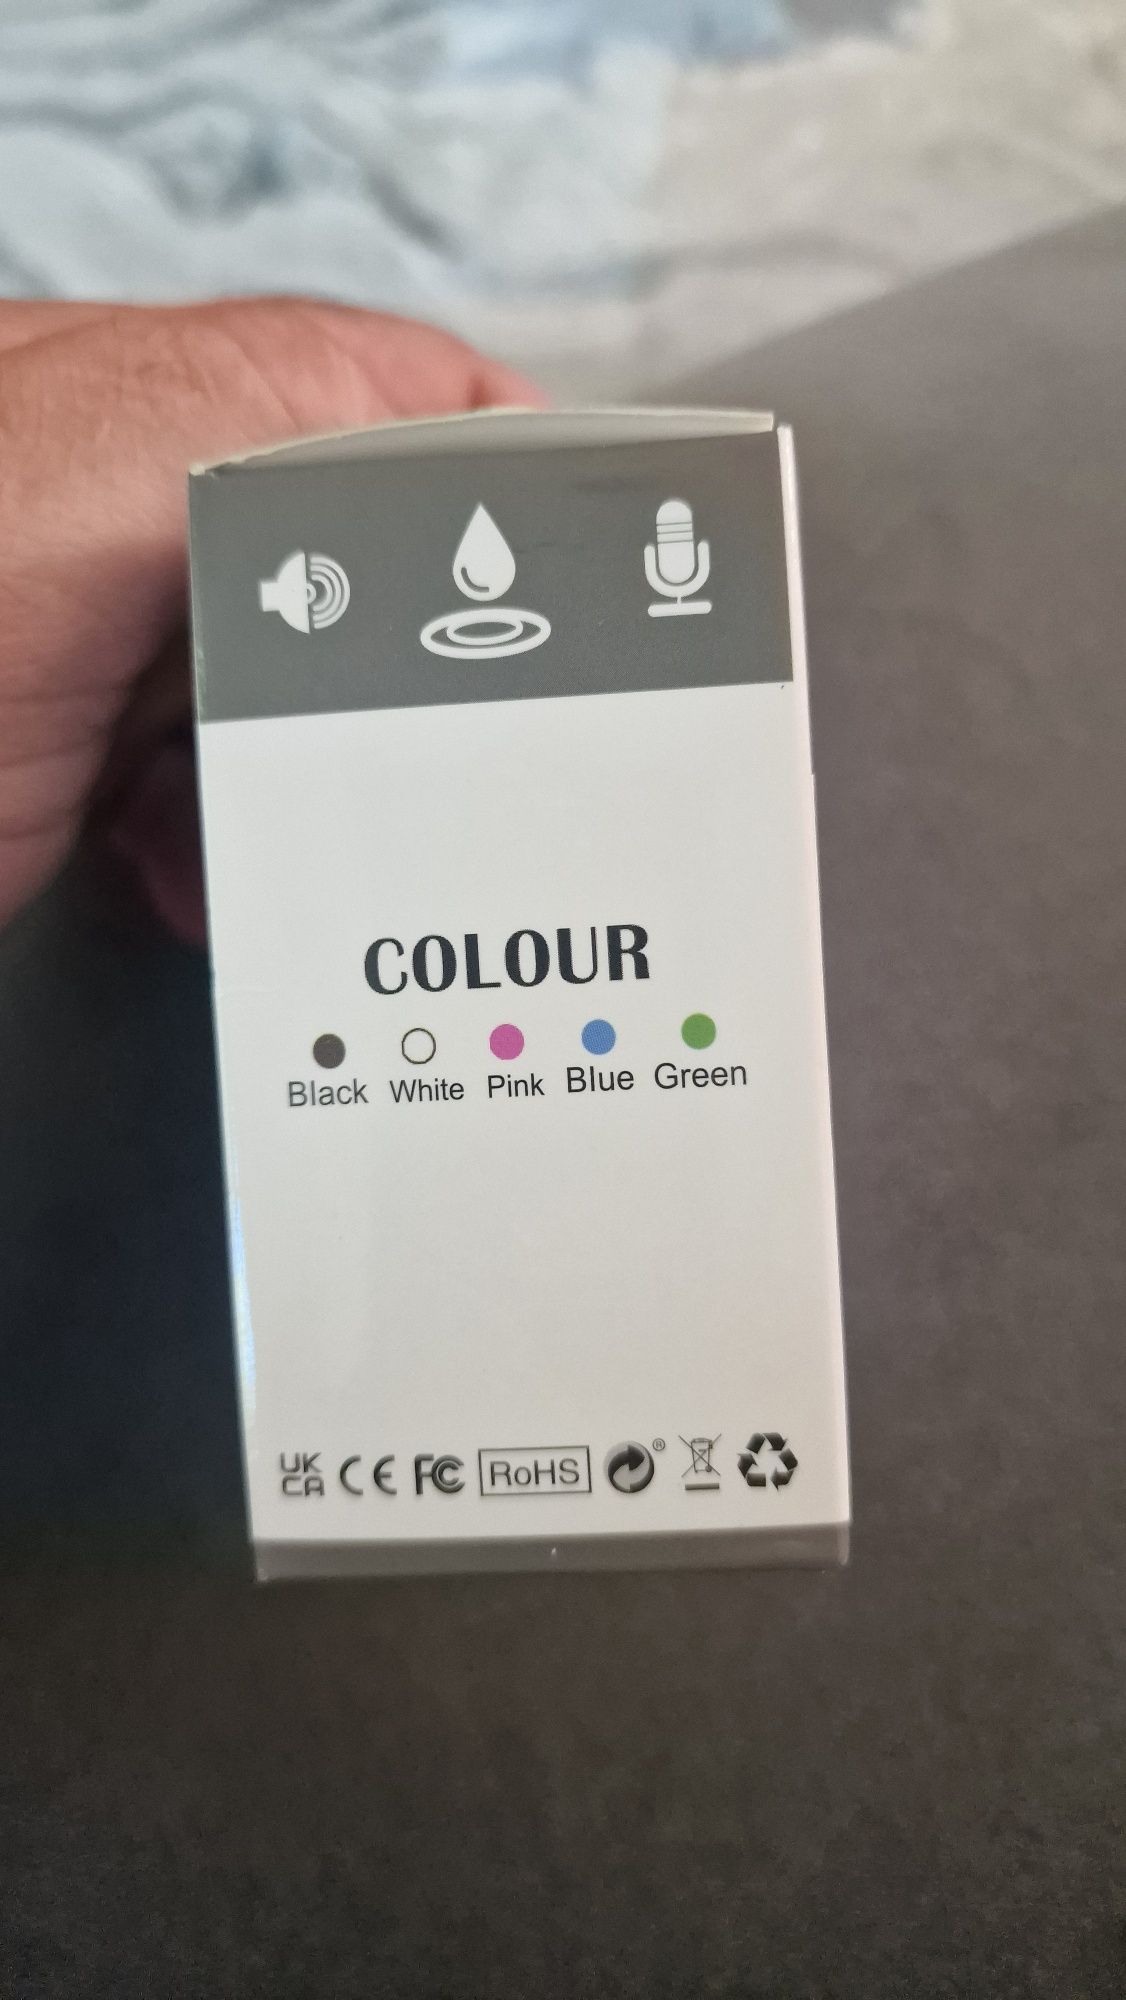 COLOUR
Black White Pink Blue Green
UK CA CE FC RoHS ®